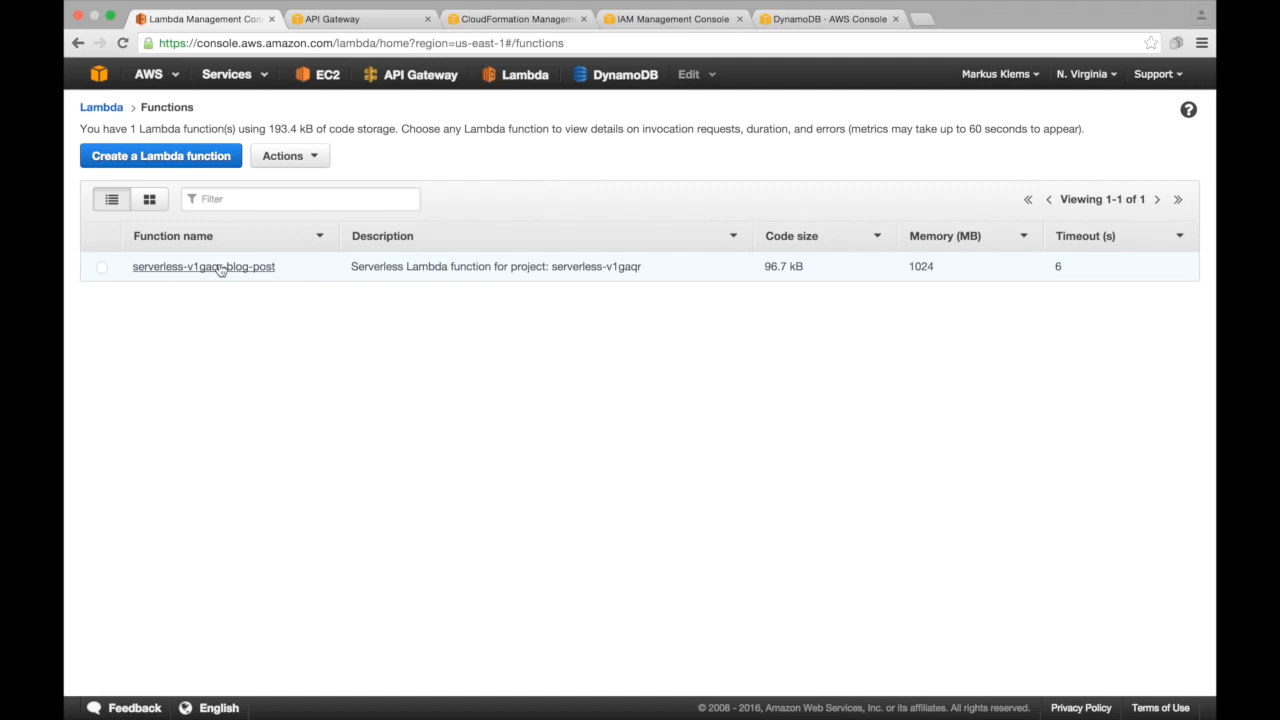 Lambda Management Con
API Gateway
CloudFormation Managem
IAM Management Console
DynamoDB · AWS Console
https://console.aws.amazon.com/lambda/home?region=us-east-1#/functions
AWS Services EC2 API Gateway Lambda DynamoDB Edit Markus Klems N. Virginia Support
Lambda > Functions
You have 1 Lambda function(s) using 193.4 kB of code storage. Choose any Lambda function to view details on invocation requests, duration, and errors (metrics may take up to 60 seconds to appear).
Create a Lambda function Actions
Filter « < Viewing 1-1 of 1 > »
Function name Description Code size Memory (MB) Timeout (s)
serverless-v1gaqr-blog-post Serverless Lambda function for project: serverless-v1gaqr 96.7 kB 1024 6
Feedback English © 2008 - 2016, Amazon Web Services, Inc. or its affiliates. All rights reserved. Privacy Policy Terms of Use